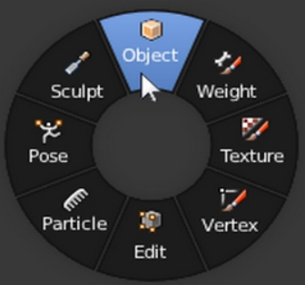 Object
Sculpt
Weight
Pose
Texture
Particle
Vertex
Edit